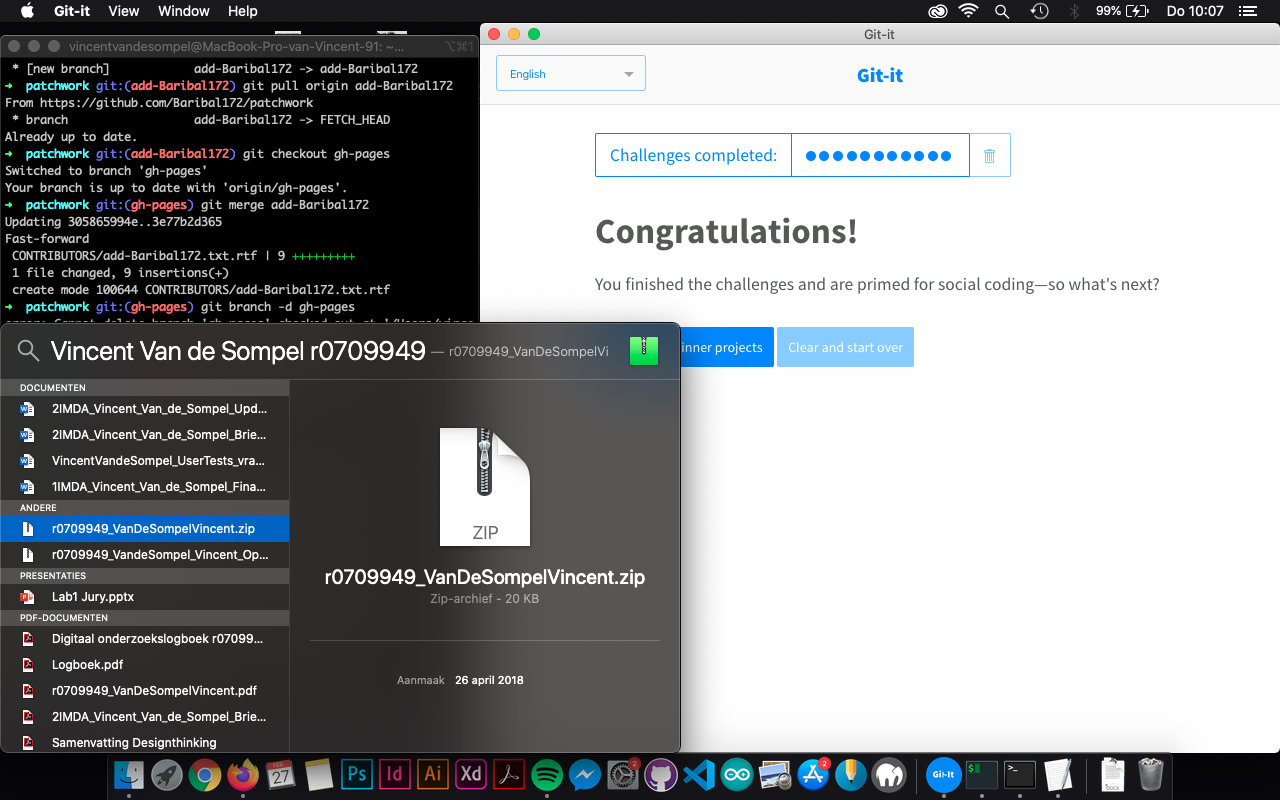 Git-it View Window Help 99% Do 10:07
vincentvandesompel@MacBook-Pro-van-Vincent-91: ~... ⌥⌘1
* [new branch] add-Baribal172 -> add-Baribal172
➜ patchwork git:(add-Baribal172) git pull origin add-Baribal172
From https://github.com/Baribal172/patchwork
* branch add-Baribal172 -> FETCH_HEAD
Already up to date.
➜ patchwork git:(add-Baribal172) git checkout gh-pages
Switched to branch 'gh-pages'
Your branch is up to date with 'origin/gh-pages'.
➜ patchwork git:(gh-pages) git merge add-Baribal172
Updating 305865994e..3e77b2d365
Fast-forward
CONTRIBUTORS/add-Baribal172.txt.rtf | 9 +++++++++
1 file changed, 9 insertions(+)
create mode 100644 CONTRIBUTORS/add-Baribal172.txt.rtf
➜ patchwork git:(gh-pages) git branch -d gh-pages
Git-it
English
Git-it
Challenges completed:
Congratulations!
You finished the challenges and are primed for social coding—so what's next?
projects
Clear and start over
Vincent Van de Sompel r0709949 — r0709949_VanDeSompelVi
DOCUMENTEN
2IMDA_Vincent_Van_de_Sompel_Upd...
2IMDA_Vincent_Van_de_Sompel_Brie...
VincentVandeSompel_UserTests_vra...
1IMDA_Vincent_Van_de_Sompel_Fina...
ANDERE
r0709949_VanDeSompelVincent.zip
r0709949_VandeSompel_Vincent_Op...
PRESENTATIES
Lab1 Jury.pptx
PDF-DOCUMENTEN
Digitaal onderzoekslogboek r07099...
Logboek.pdf
r0709949_VanDeSompelVincent.pdf
2IMDA_Vincent_Van_de_Sompel_Brie...
Samenvatting Designthinking
ZIP
r0709949_VanDeSompelVincent.zip
Zip-archief - 20 KB
Aanmaak 26 april 2018
FEB 27 Ps Id Ai Xd 2 2 Git-It $ >_ DOCX